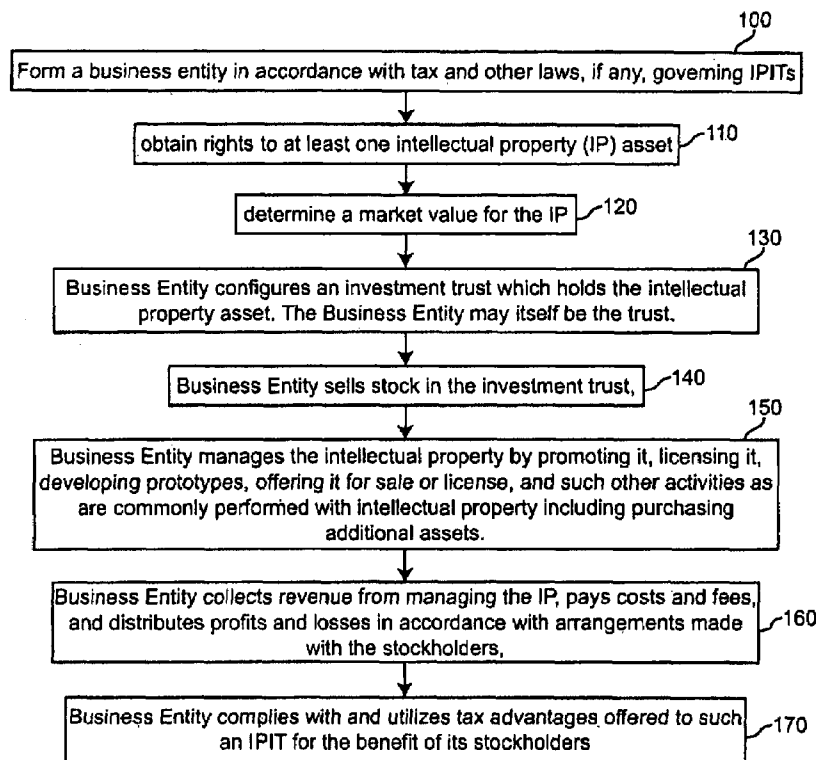 100
Form a business entity in accordance with tax and other laws, if any, governing IPITs
obtain rights to at least one intellectual property (IP) asset
110
determine a market value for the IP
120
130
Business Entity configures an investment trust which holds the intellectual
property asset. The Business Entity may itself be the trust.
Business Entity sells stock in the investment trust,
140
150
Business Entity manages the intellectual property by promoting it, licensing it,
developing prototypes, offering it for sale or license, and such other activities as
are commonly performed with intellectual property including purchasing
additional assets.
Business Entity collects revenue from managing the IP, pays costs and fees,
and distributes profits and losses in accordance with arrangements made
with the stockholders,
160
Business Entity complies with and utilizes tax advantages offered to such
an IPIT for the benefit of its stockholders
170